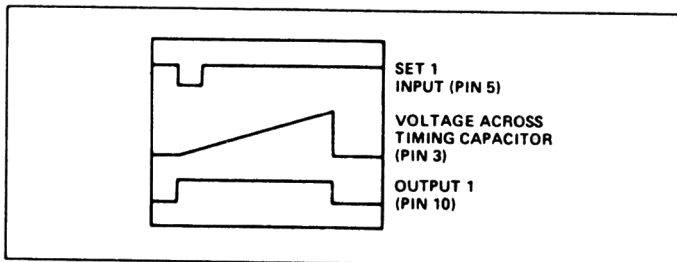 SET 1
INPUT (PIN 5)
VOLTAGE ACROSS
TIMING CAPACITOR
(PIN 3)
OUTPUT 1
(PIN 10)